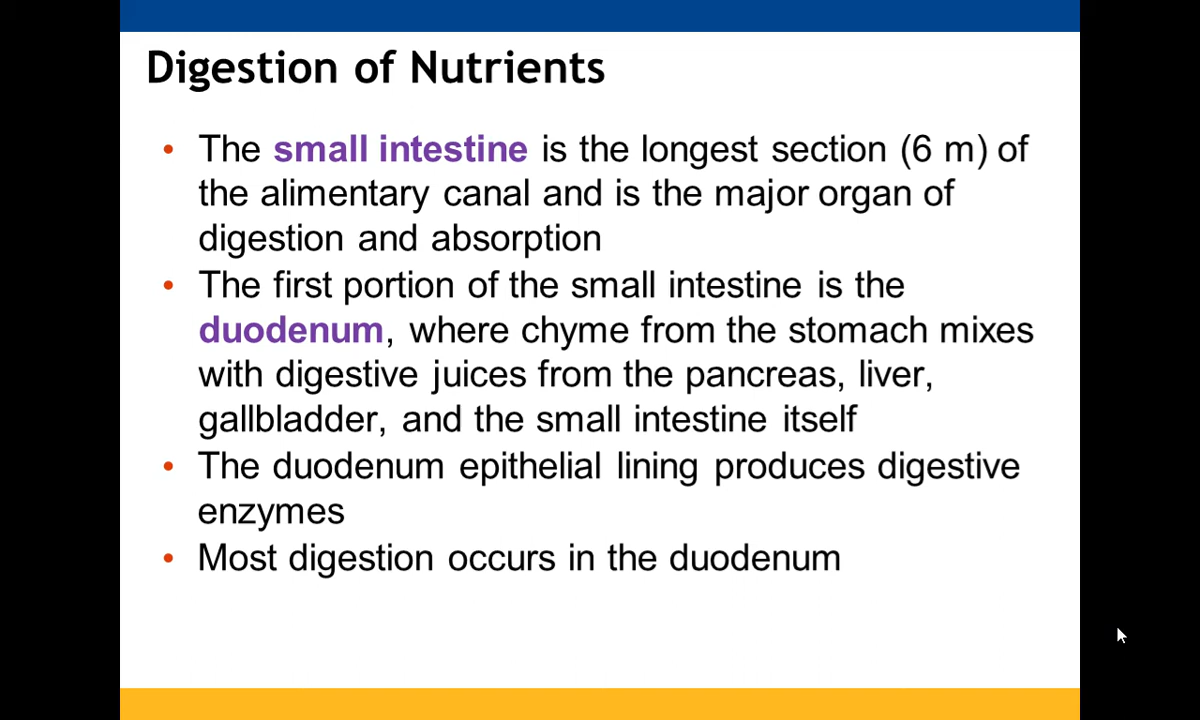 Digestion of Nutrients
• The small intestine is the longest section (6 m) of
the alimentary canal and is the major organ of
digestion and absorption
• The first portion of the small intestine is the
duodenum, where chyme from the stomach mixes
with digestive juices from the pancreas, liver,
gallbladder, and the small intestine itself
• The duodenum epithelial lining produces digestive
enzymes
• Most digestion occurs in the duodenum